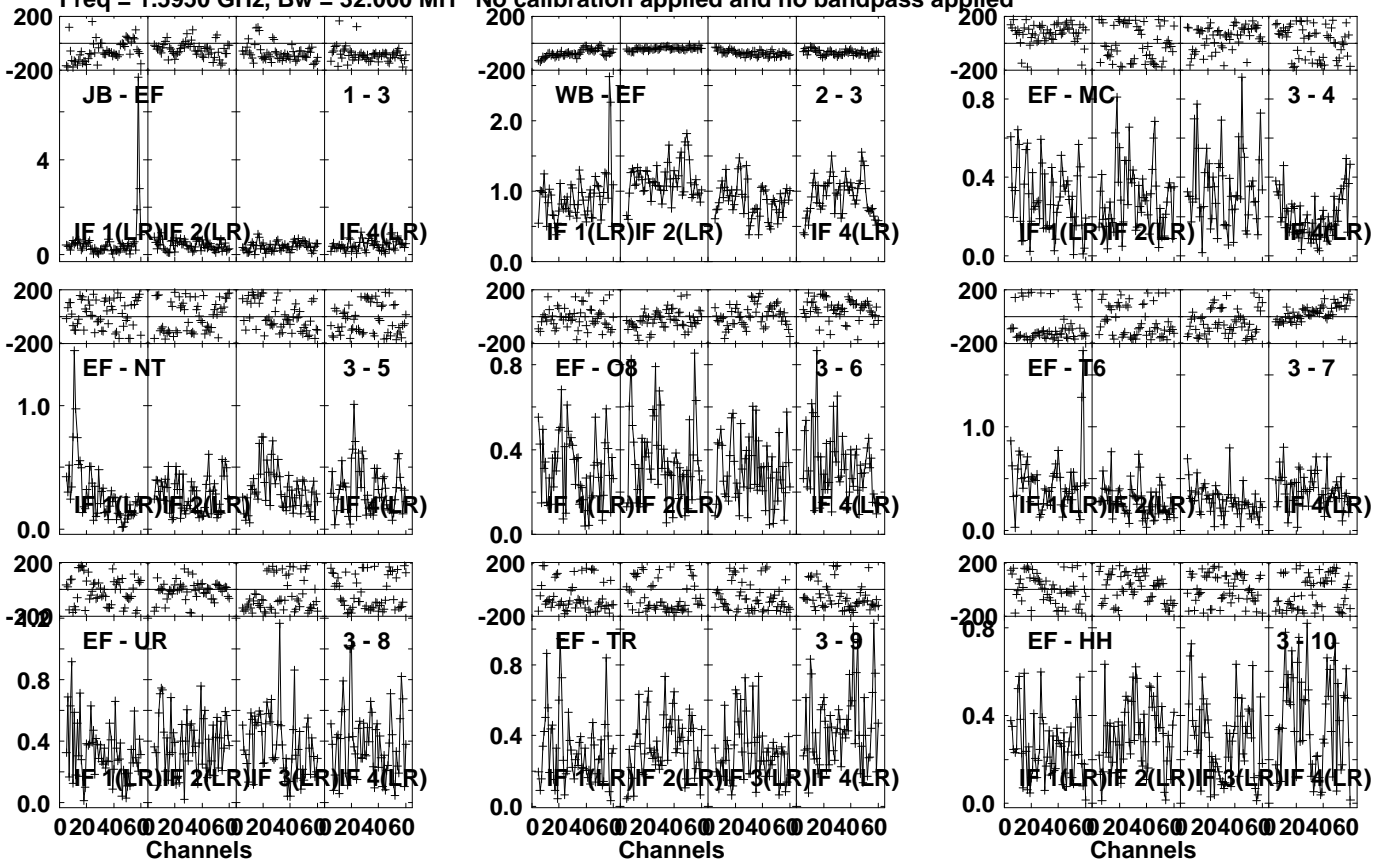 Freq = 1.5950 GHz, Bw = 32.000 MH No calibration applied and no bandpass applied
200
-200
JB - EF 1 - 3
4
0
IF 1(LR) IF 2(LR) IF 4(LR)
200
-200
WB - EF 2 - 3
2.0
1.0
0.0
IF 1(LR) IF 2(LR) IF 4(LR)
200
-200
EF - MC 3 - 4
0.8
0.4
0.0
IF 1(LR) IF 2(LR) IF 4(LR)
200
-200
EF - NT 3 - 5
1.0
0.0
IF 1(LR) IF 2(LR) IF 4(LR)
200
-200
EF - O8 3 - 6
0.8
0.4
0.0
IF 1(LR) IF 2(LR) IF 4(LR)
200
-200
EF - T6 3 - 7
1.0
0.0
IF 1(LR) IF 2(LR) IF 4(LR)
200
-200
1.2
EF - UR 3 - 8
0.8
0.4
0.0
IF 1(LR) IF 2(LR) IF 3(LR) IF 4(LR)
0 20 40 60 0 20 40 60 0 20 40 60 0 20 40 60
Channels
200
-200
EF - TR 3 - 9
0.8
0.4
0.0
IF 1(LR) IF 2(LR) IF 3(LR) IF 4(LR)
0 20 40 60 0 20 40 60 0 20 40 60 0 20 40 60
Channels
200
-200
EF - HH 3 - 10
0.8
0.4
0.0
IF 1(LR) IF 2(LR) IF 3(LR) IF 4(LR)
0 20 40 60 0 20 40 60 0 20 40 60 0 20 40 60
Channels